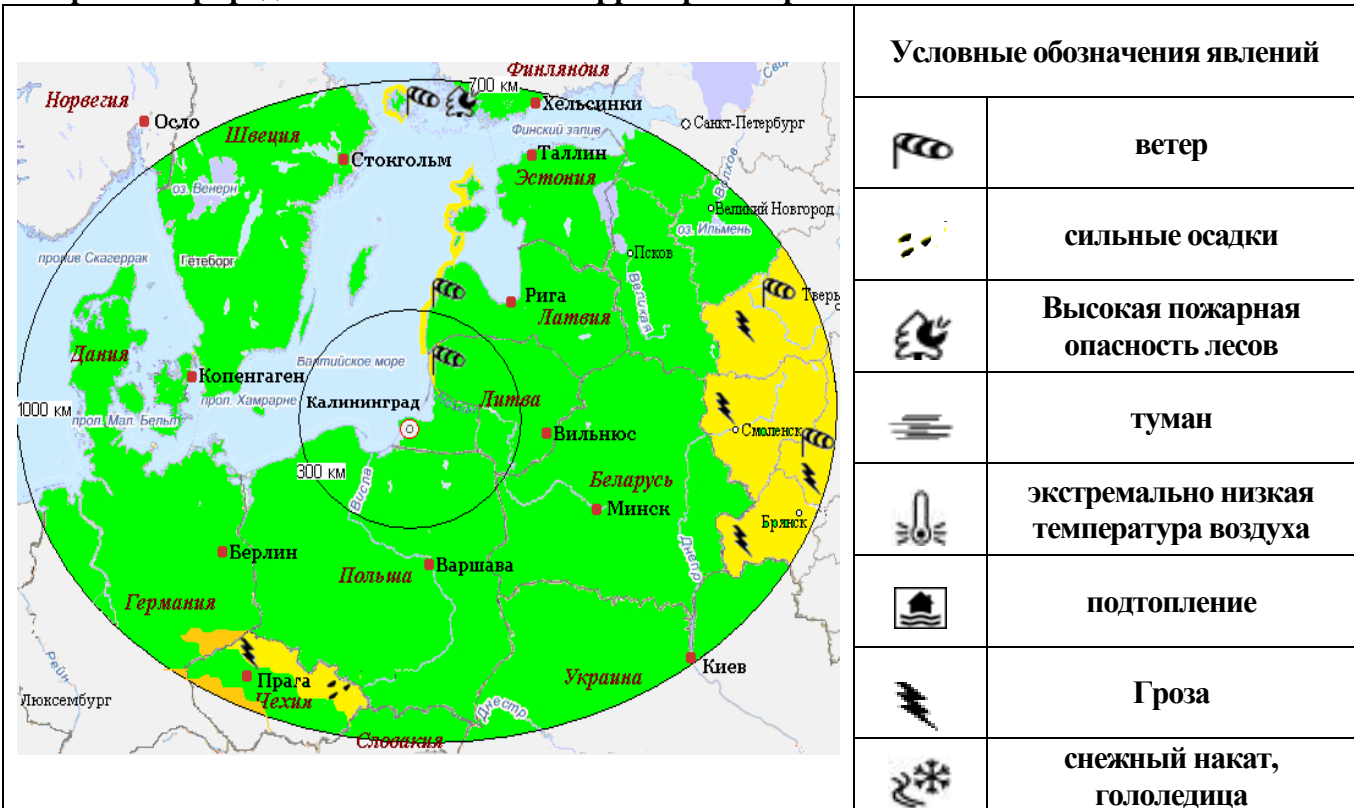 700 км
Финляндия
Норвегия
Хельсинки
Осло
Санкт-Петербург
Финский залив
Швеция
Стокгольм
Таллин
Эстония
Волхов
оз. Венерн
Великий Новгород
оз. Ильмень
Псков
пролив Скагеррак
Гетеборг
Великая
Тверь
Рига
Латвия
Дания
Балтийское море
Копенгаген
Литва
1000 км
прол. Мал. Бельт
прол. Хамрарне
Калининград
Смоленск
Вильнюс
300 км
Висла
Беларусь
Минск
Брянск
Днепр
Берлин
Польша
Варшава
Германия
Рейн
Киев
Прага
Украина
Люксембург
Чехия
Днестр
Словакия
Условные обозначения явлений
ветер
сильные осадки
Высокая пожарная
опасность лесов
туман
экстремально низкая
температура воздуха
подтопление
Гроза
снежный накат,
гололедица